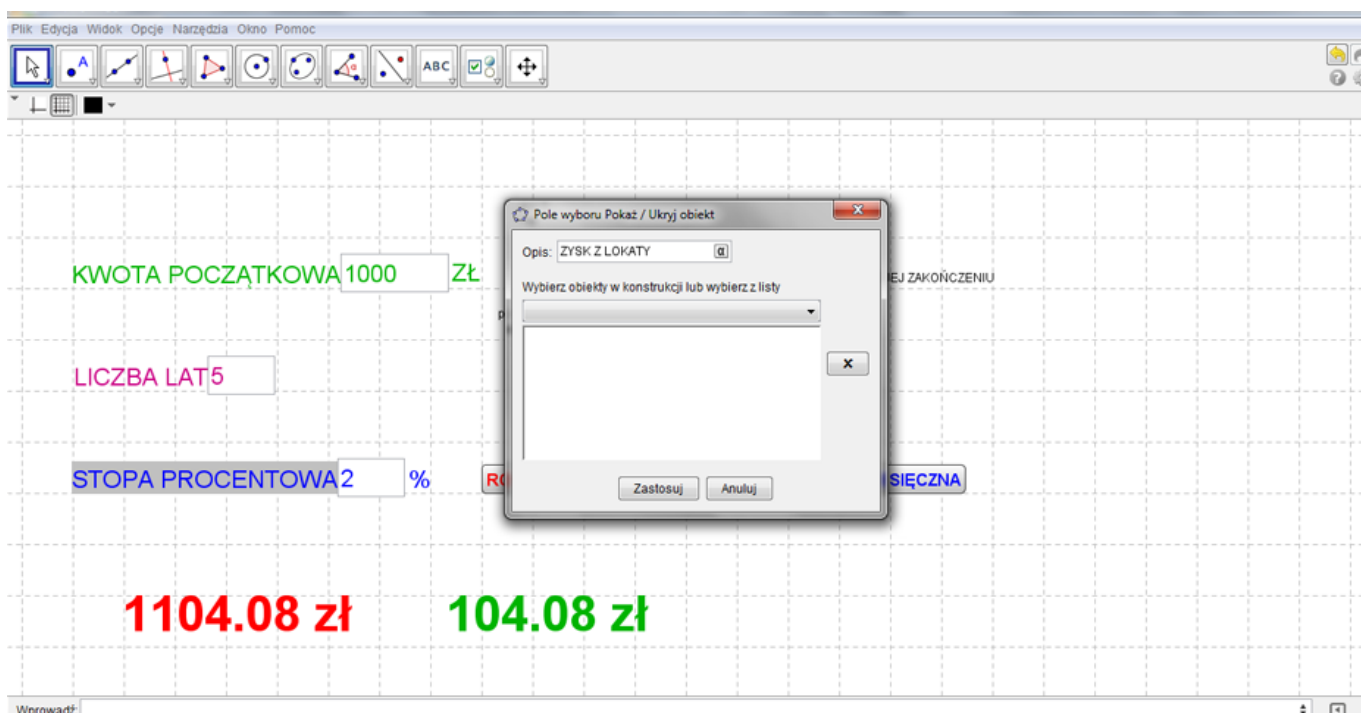 Plik Edycja Widok Opcje Narzędzia Okno Pomoc
A ABC
Pole wyboru Pokaż / Ukryj obiekt
Opis: ZYSK Z LOKATY α
KWOTA POCZĄTKOWA 1000 ZŁ
EJ ZAKOŃCZENIU
Wybierz obiekty w konstrukcji lub wybierz z listy
LICZBA LAT 5
STOPA PROCENTOWA 2 %
Zastosuj Anuluj
SIĘCZNA
1104.08 zł 104.08 zł
Wprowadź: